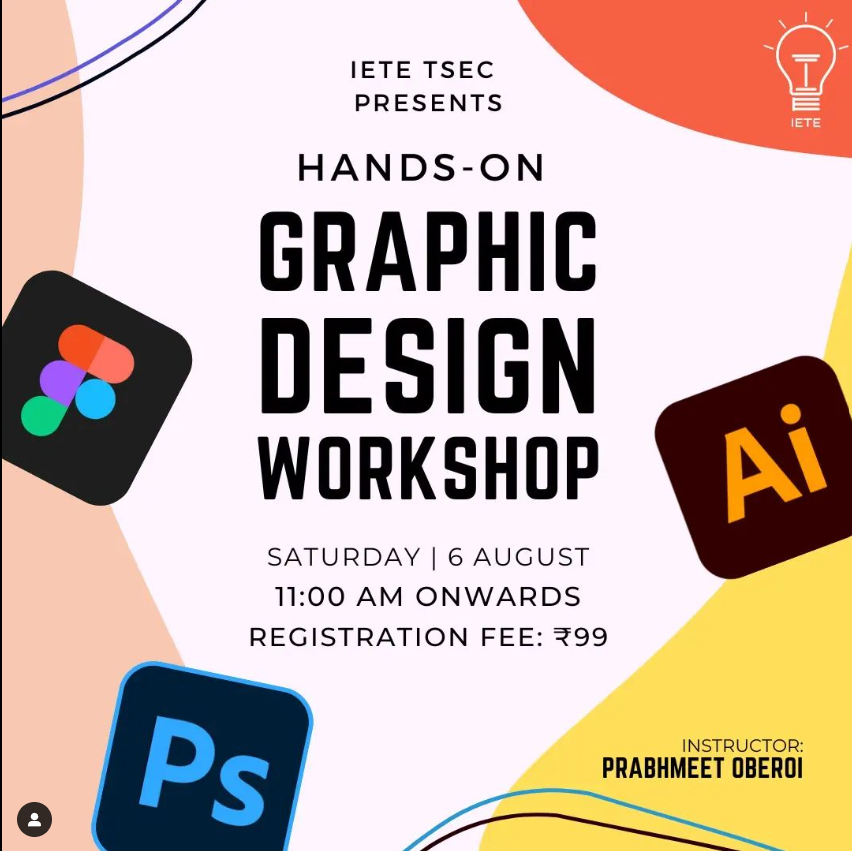 IETE TSEC
PRESENTS
IETE
HANDS-ON
GRAPHIC
DESIGN
WORKSHOP
Ai
SATURDAY | 6 AUGUST
11:00 AM ONWARDS
REGISTRATION FEE: ₹99
Ps
INSTRUCTOR:
PRABHMEET OBEROI